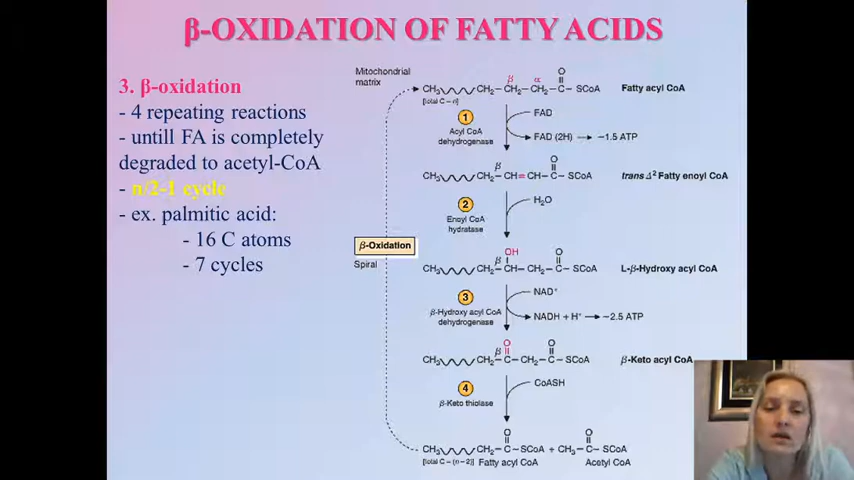 β-OXIDATION OF FATTY ACIDS
3. β-oxidation
- 4 repeating reactions
- untill FA is completely
degraded to acetyl-CoA
- n/2-1 cycle
- ex. palmitic acid:
- 16 C atoms
- 7 cycles
Mitochondrial
matrix
β α O
CH₃ CH₂ — CH₂ — CH₂ — C — SCoA Fatty acyl CoA
[total C = n]
1
Acyl CoA
dehydrogenase
FAD
FAD (2H) → ~1.5 ATP
β O
CH₃ CH₂ — CH = CH — C — SCoA trans Δ² Fatty enoyl CoA
2
Enoyl CoA
hydratase
H₂O
β-Oxidation
Spiral
OH O
β
CH₃ CH₂ — CH — CH₂ — C — SCoA L-β-Hydroxy acyl CoA
3
β-Hydroxy acyl CoA
dehydrogenase
NAD⁺
NADH + H⁺ → ~2.5 ATP
β O O
CH₃ CH₂ — C — CH₂ — C — SCoA β-Keto acyl CoA
4
β-Keto thiolase
CoASH
O O
CH₃ CH₂ — C — SCoA + CH₃ — C — SCoA
[total C = (n–2)] Fatty acyl CoA Acetyl CoA